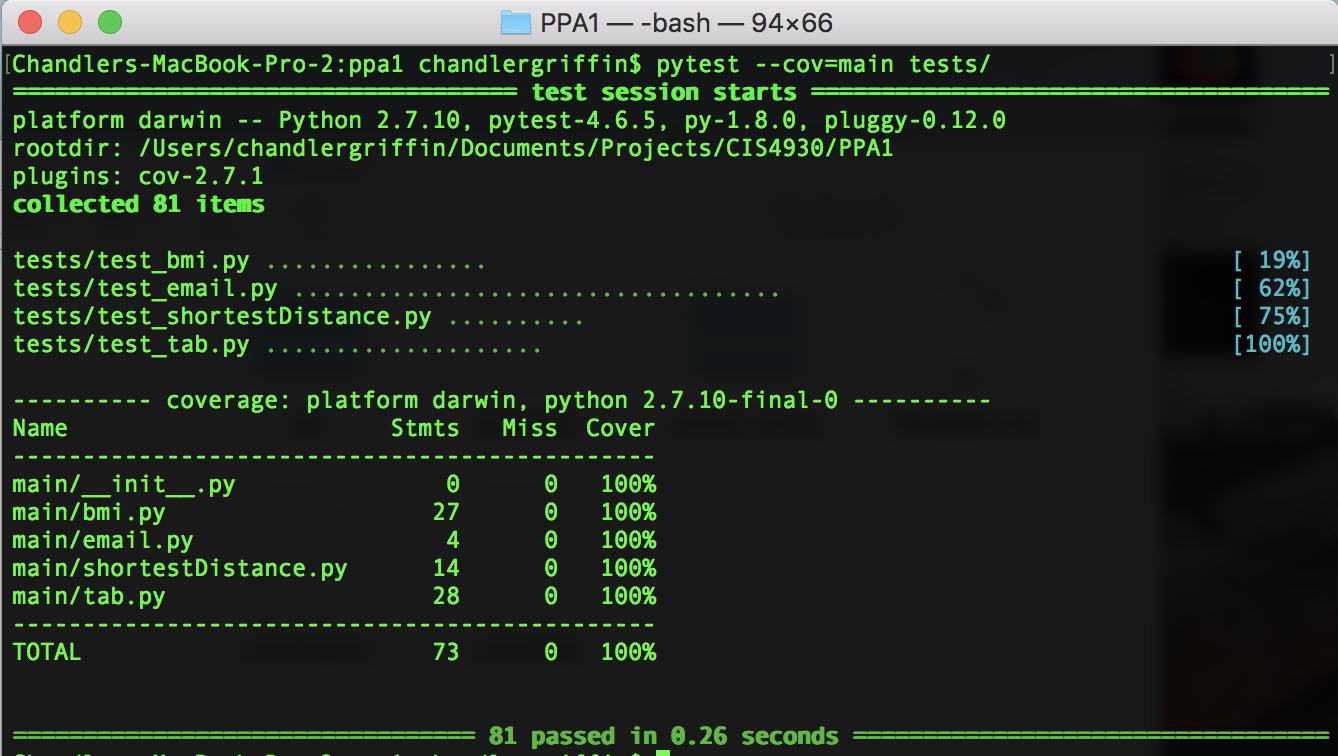 PPA1 — -bash — 94×66
[Chandlers-MacBook-Pro-2:ppa1 chandlergriffin$ pytest --cov=main tests/ ]
==================================== test session starts =====================================
platform darwin -- Python 2.7.10, pytest-4.6.5, py-1.8.0, pluggy-0.12.0
rootdir: /Users/chandlergriffin/Documents/Projects/CIS4930/PPA1
plugins: cov-2.7.1
collected 81 items
tests/test_bmi.py ................ [ 19%]
tests/test_email.py ................................... [ 62%]
tests/test_shortestDistance.py .......... [ 75%]
tests/test_tab.py .................... [100%]
---------- coverage: platform darwin, python 2.7.10-final-0 ----------
Name Stmts Miss Cover
----------------------------------------------
main/__init__.py 0 0 100%
main/bmi.py 27 0 100%
main/email.py 4 0 100%
main/shortestDistance.py 14 0 100%
main/tab.py 28 0 100%
----------------------------------------------
TOTAL 73 0 100%
================================= 81 passed in 0.26 seconds ==================================